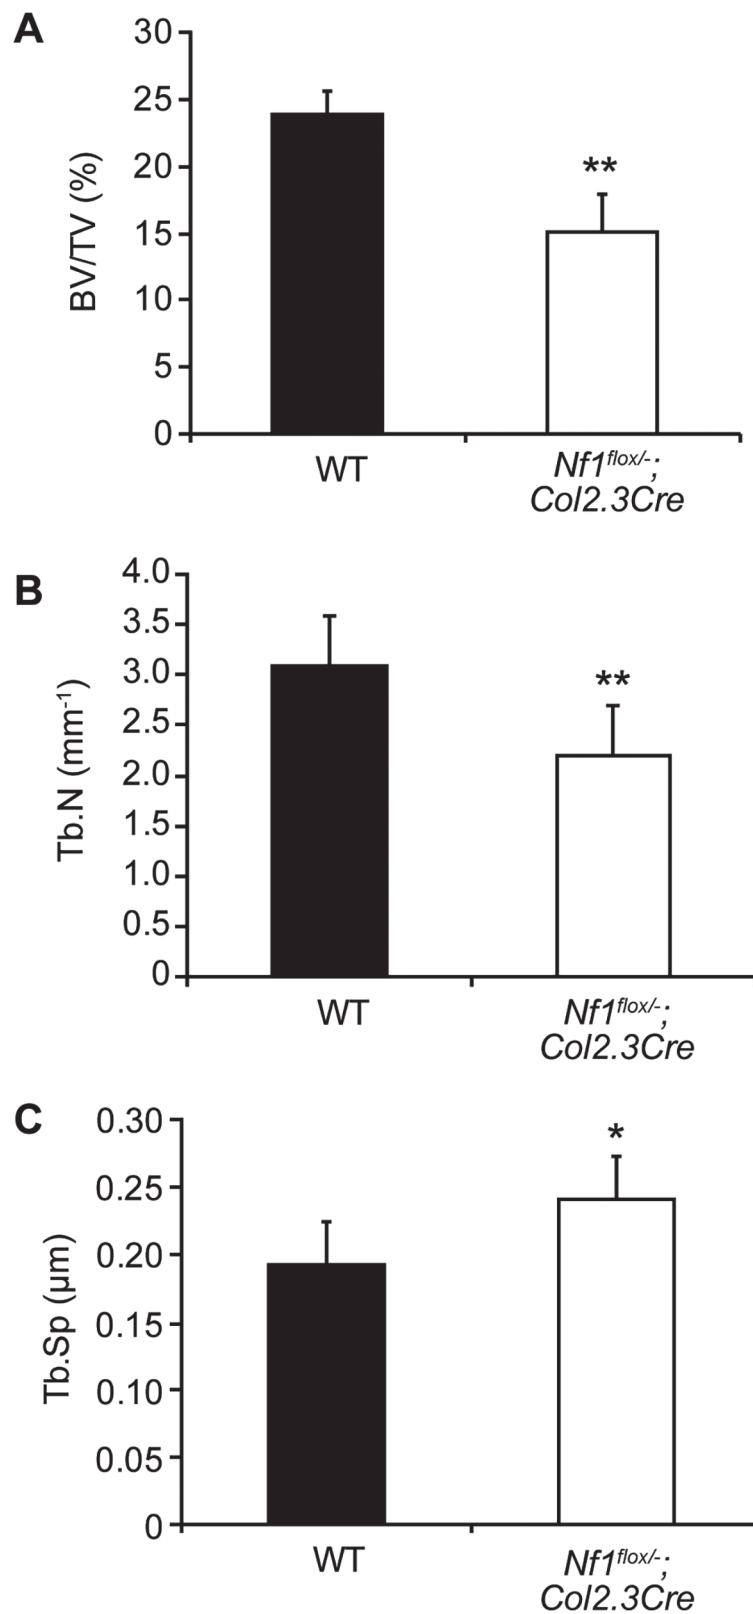 A
30
25
20
15
10
5
0
BV/TV (%)
**
WT
Nf1flox/-;
Col2.3Cre
B
4.0
3.5
3.0
2.5
2.0
1.5
1.0
0.5
0
Tb.N (mm-1)
**
WT
Nf1flox/-;
Col2.3Cre
C
0.30
0.25
0.20
0.15
0.10
0.05
0
Tb.Sp (μm)
*
WT
Nf1flox/-;
Col2.3Cre